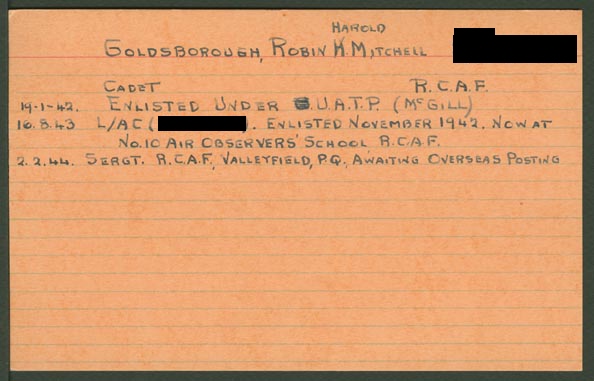 HAROLD
GOLDSBOROUGH, ROBIN H. MITCHELL
CADET R.C.A.F.
19-1-42. ENLISTED UNDER U.A.T.P. (McGILL)
16.8.43 L/AC ( ). ENLISTED NOVEMBER 1942. NOW AT
No.10 AIR OBSERVERS' SCHOOL R.C.A.F.
2.2.44. SERGT. R.C.A.F., VALLEYFIELD, P.Q., AWAITING OVERSEAS POSTING